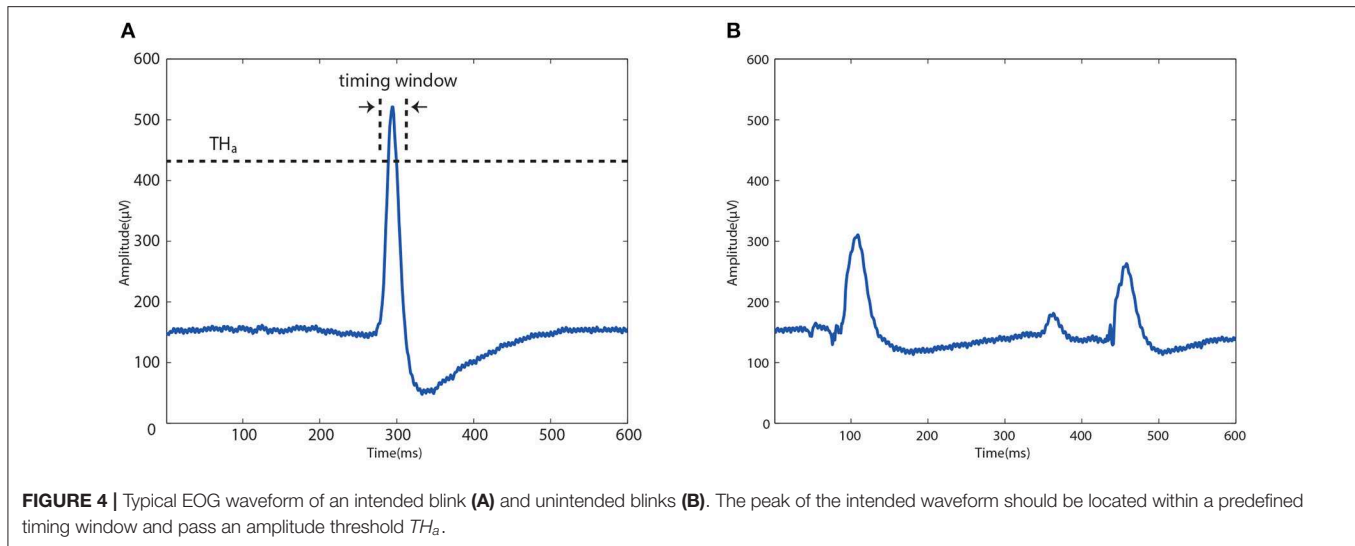 A
600
500
400
300
200
100
0
Amplitude(μV)
timing window
THa
100
200
300
400
500
600
Time(ms)
B
600
500
400
300
200
100
0
Amplitude(μV)
100
200
300
400
500
600
Time(ms)
FIGURE 4 | Typical EOG waveform of an intended blink (A) and unintended blinks (B). The peak of the intended waveform should be located within a predefined
timing window and pass an amplitude threshold THa.